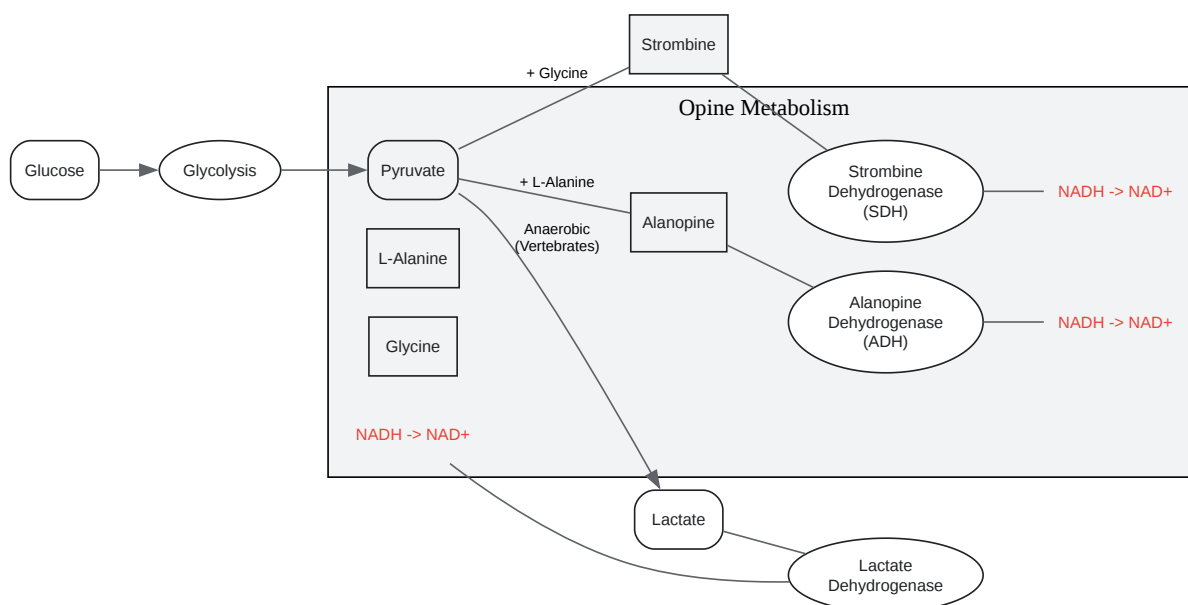 Strombine
+ Glycine
Opine Metabolism
Glucose
Glycolysis
Pyruvate
Strombine
Dehydrogenase
(SDH)
NADH -> NAD+
+ L-Alanine
Alanopine
Anaerobic
(Vertebrates)
L-Alanine
Alanopine
Dehydrogenase
(ADH)
NADH -> NAD+
Glycine
NADH -> NAD+
Lactate
Lactate
Dehydrogenase